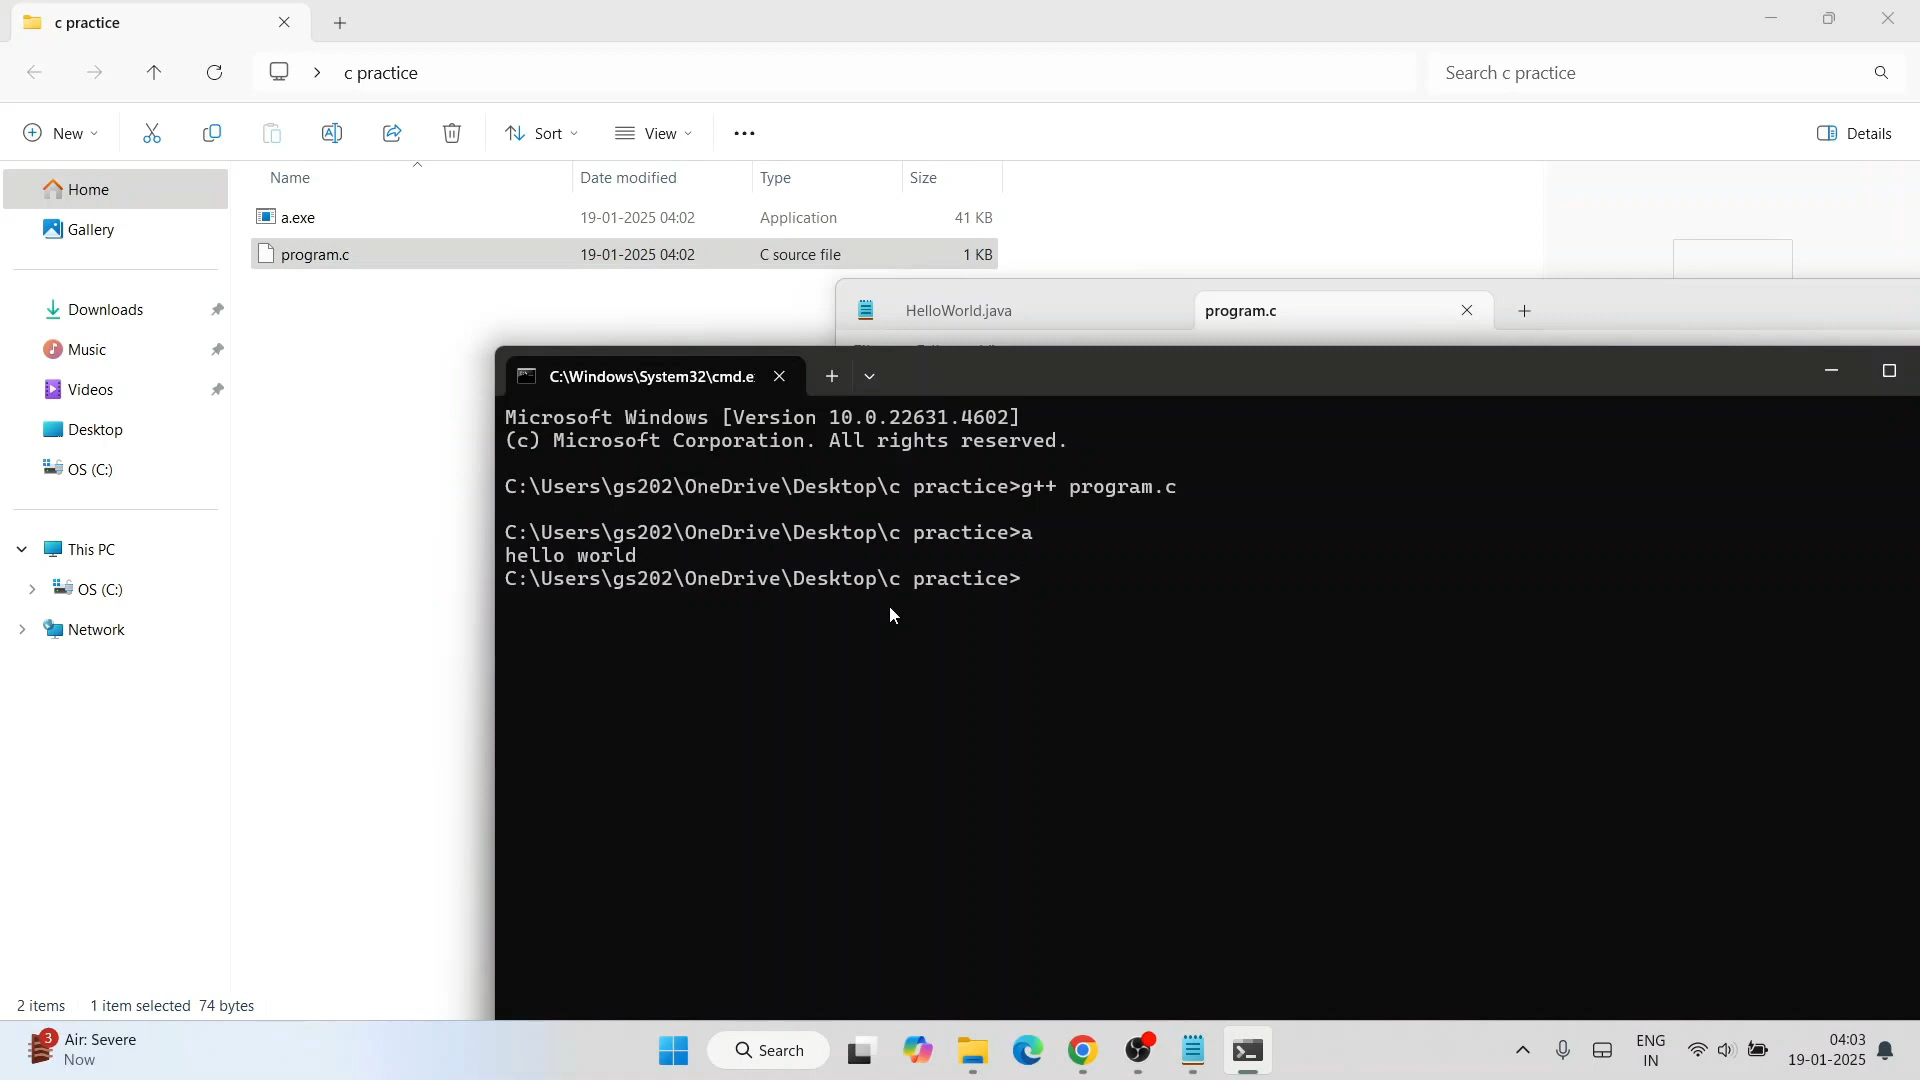 c practice
c practice
Search c practice
New
Sort
View
Details
Name
Date modified
Type
Size
Home
a.exe
19-01-2025 04:02
Application
41 KB
Gallery
program.c
19-01-2025 04:02
C source file
1 KB
Downloads
HelloWorld.java
program.c
Music
Videos
C:\Windows\System32\cmd.e
Microsoft Windows [Version 10.0.22631.4602]
(c) Microsoft Corporation. All rights reserved.
Desktop
OS (C:)
C:\Users\gs202\OneDrive\Desktop\c practice>g++ program.c
C:\Users\gs202\OneDrive\Desktop\c practice>a
hello world
C:\Users\gs202\OneDrive\Desktop\c practice>
This PC
OS (C:)
Network
2 items
1 item selected 74 bytes
3
Air: Severe
Now
Search
ENG
IN
04:03
19-01-2025